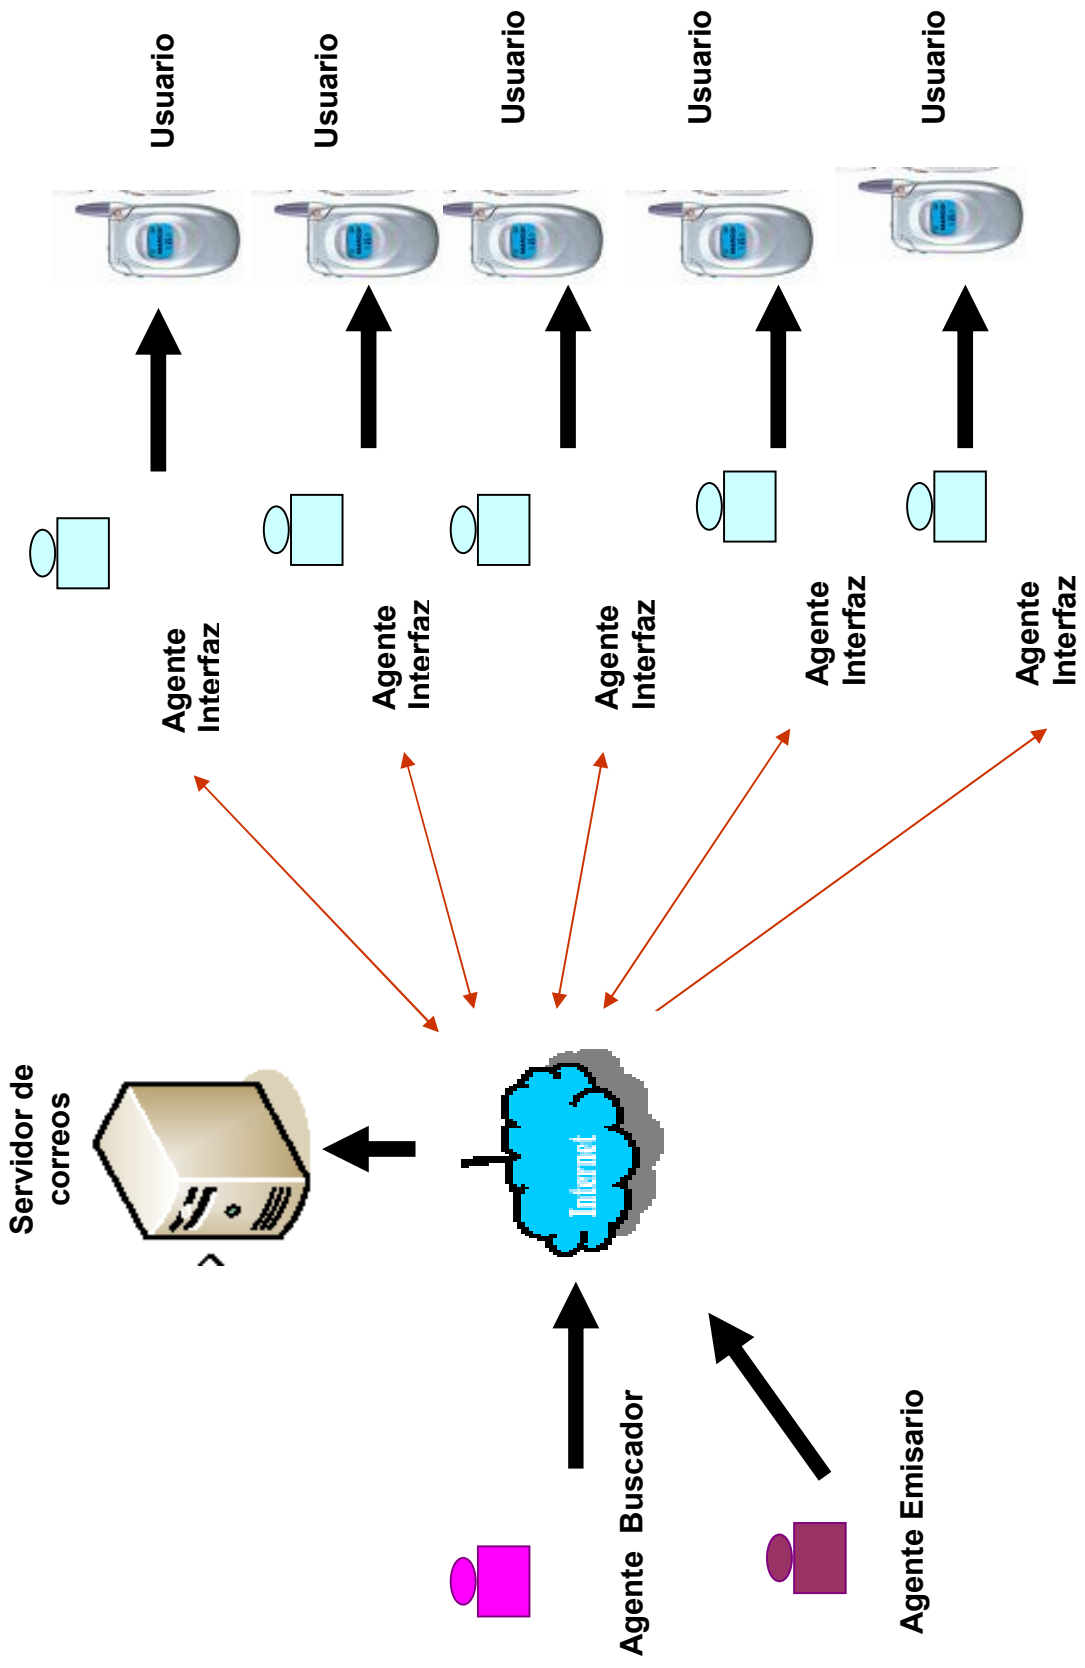 Servidor de
correos
Usuario
Agente
Interfaz
Usuario
Agente
Interfaz
Usuario
Agente
Interfaz
Internet
Agente Buscador
Usuario
Agente
Interfaz
Agente Emisario
Usuario
Agente
Interfaz